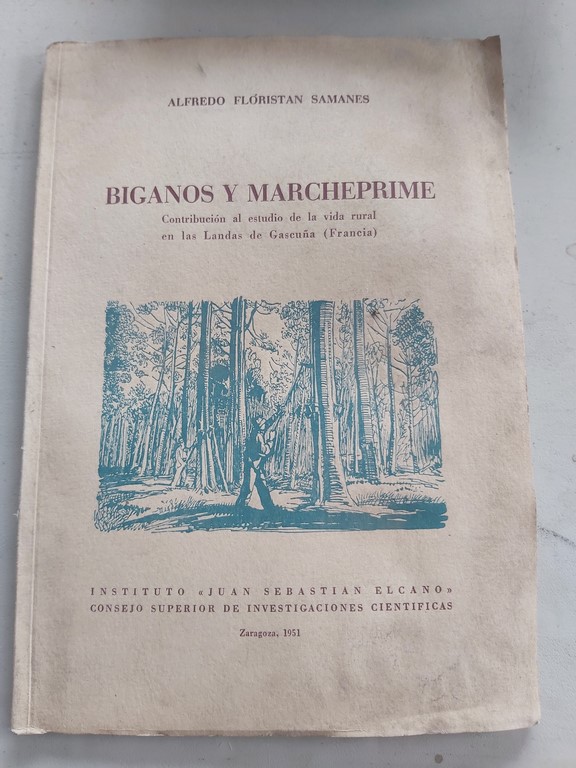 ALFREDO FLÓRISTAN SAMANES
BIGANOS Y MARCHEPRIME
Contribución al estudio de la vida rural
en las Landas de Gascuña (Francia)
INSTITUTO «JUAN SEBASTIAN ELCANO»
CONSEJO SUPERIOR DE INVESTIGACIONES CIENTIFICAS
Zaragoza, 1951